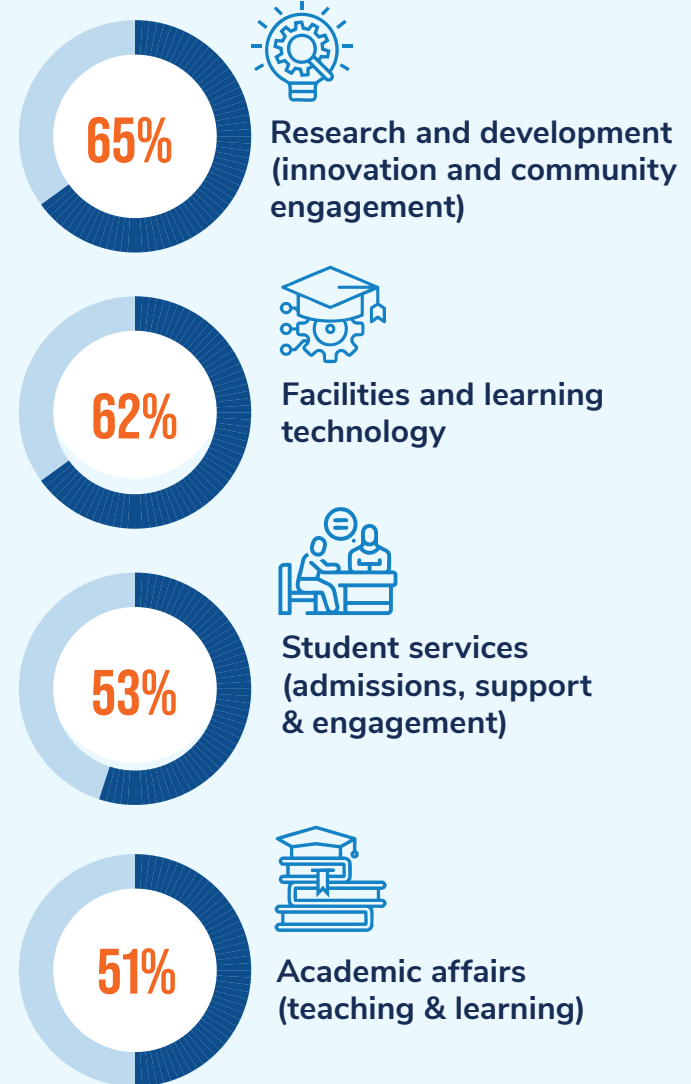 65%
Research and development
(innovation and community
engagement)
62%
Facilities and learning
technology
53%
Student services
(admissions, support
& engagement)
51%
Academic affairs
(teaching & learning)